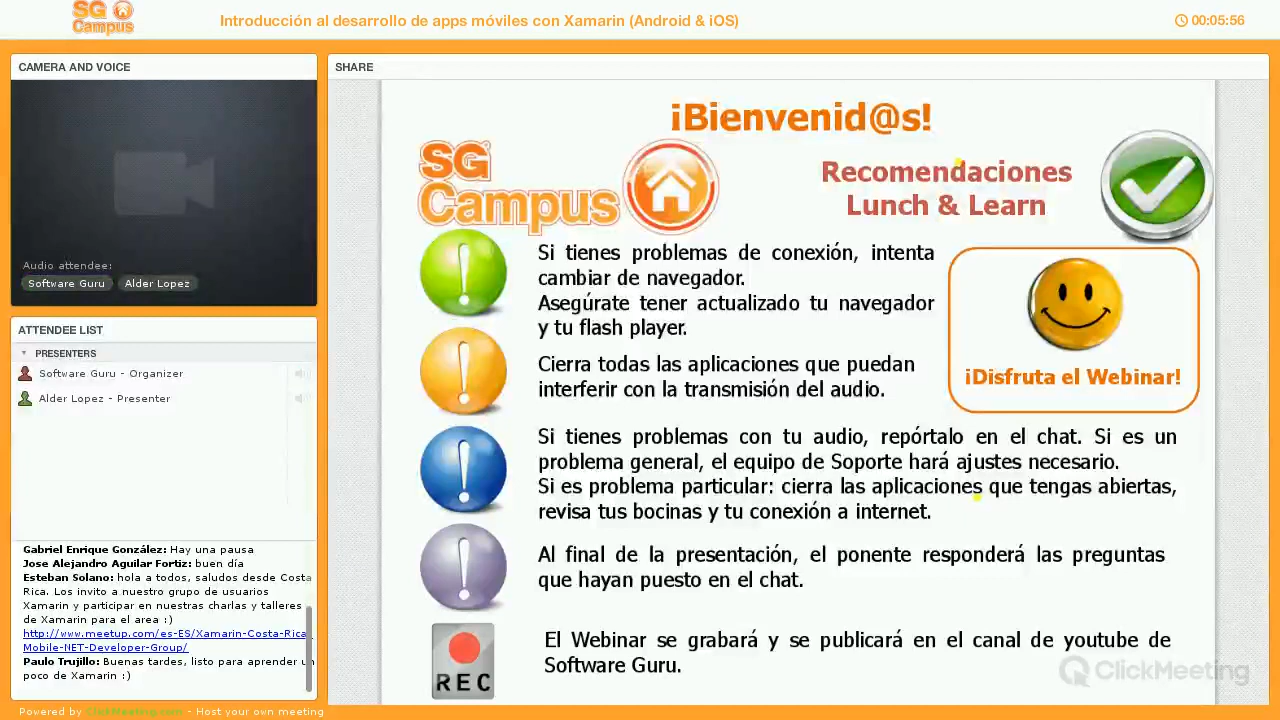 SG Campus
Introducción al desarrollo de apps móviles con Xamarin (Android & iOS)
00:05:56
CAMERA AND VOICE
Audio attendee:
Software Guru
Alder Lopez
ATTENDEE LIST
PRESENTERS
Software Guru - Organizer
Alder Lopez - Presenter
Gabriel Enrique González: Hay una pausa
Jose Alejandro Aguilar Fortiz: buen día
Esteban Solano: hola a todos, saludos desde Costa
Rica. Los invito a nuestro grupo de usuarios
Xamarin y participar en nuestras charlas y talleres
de Xamarin para el area :)
http://www.meetup.com/es-ES/Xamarin-Costa-Rica-
Mobile-NET-Developer-Group/
Paulo Trujillo: Buenas tardes, listo para aprender un
poco de Xamarin :)
SHARE
¡Bienvenid@s!
SG
Campus
Recomendaciones
Lunch & Learn
Si tienes problemas de conexión, intenta
cambiar de navegador.
Asegúrate tener actualizado tu navegador
y tu flash player.
Cierra todas las aplicaciones que puedan
interferir con la transmisión del audio.
¡Disfruta el Webinar!
Si tienes problemas con tu audio, repórtalo en el chat. Si es un
problema general, el equipo de Soporte hará ajustes necesario.
Si es problema particular: cierra las aplicaciones que tengas abiertas,
revisa tus bocinas y tu conexión a internet.
Al final de la presentación, el ponente responderá las preguntas
que hayan puesto en el chat.
REC
El Webinar se grabará y se publicará en el canal de youtube de
Software Guru.
ClickMeeting
Powered by ClickMeeting.com - Host your own meeting